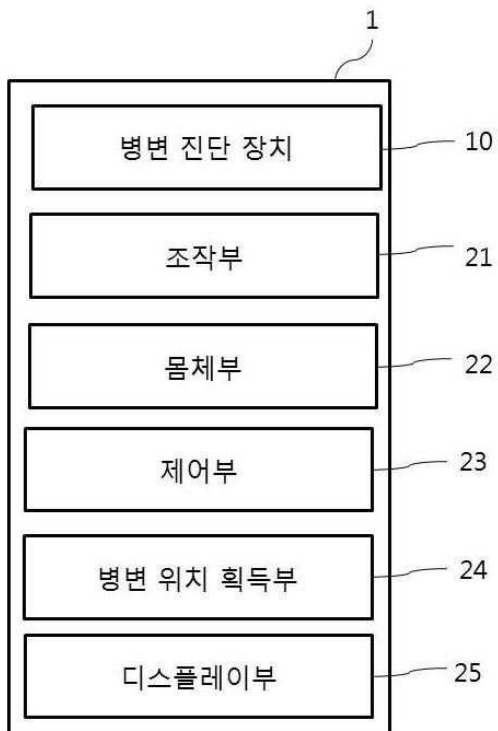 1
병변 진단 장치 10
조작부 21
몸체부 22
제어부 23
병변 위치 획득부 24
디스플레이부 25